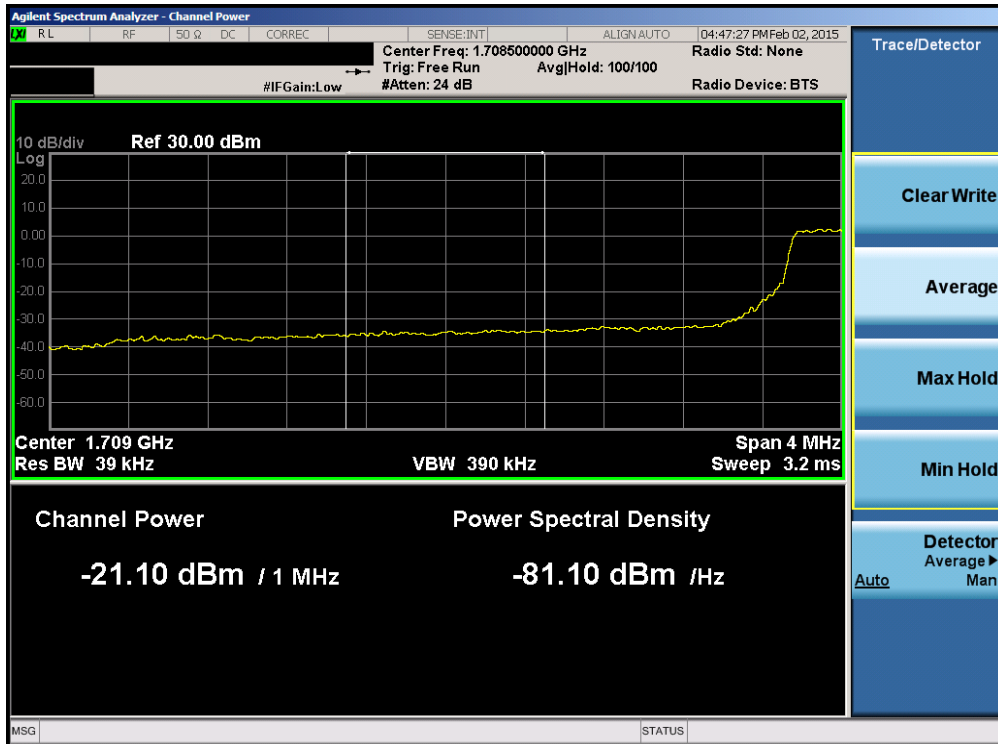 Agilent Spectrum Analyzer - Channel Power
LXI RL RF 50 Ω DC CORREC SENSE:INT ALIGN AUTO 04:47:27 PM Feb 02, 2015
Center Freq: 1.708500000 GHz Radio Std: None
Trig: Free Run Avg|Hold: 100/100
#IFGain:Low #Atten: 24 dB Radio Device: BTS
10 dB/div Ref 30.00 dBm
Log
20.0
10.0
0.00
-10.0
-20.0
-30.0
-40.0
-50.0
-60.0
Center 1.709 GHz Span 4 MHz
Res BW 39 kHz VBW 390 kHz Sweep 3.2 ms
Channel Power Power Spectral Density
-21.10 dBm / 1 MHz -81.10 dBm /Hz
MSG STATUS
Trace/Detector
Clear Write
Average
Max Hold
Min Hold
Detector
Average▶
Auto Man